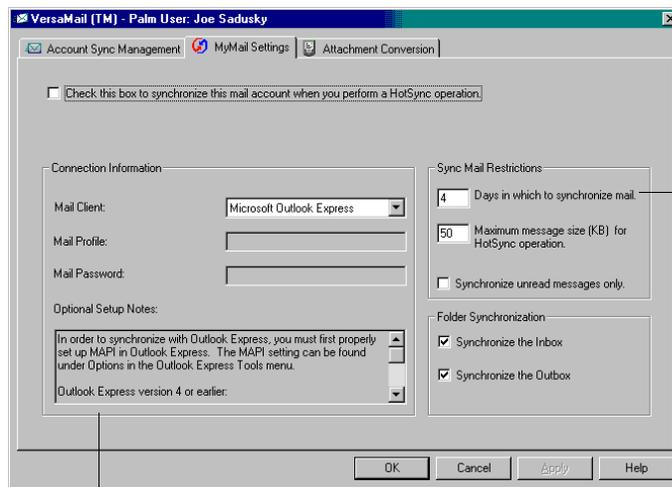 VersaMail (TM) - Palm User: Joe Sadusky
Account Sync Management
MyMail Settings
Attachment Conversion
Check this box to synchronize this mail account when you perform a HotSync operation.
Connection Information
Mail Client:
Microsoft Outlook Express
Mail Profile:
Mail Password:
Optional Setup Notes:
In order to synchronize with Outlook Express, you must first properly
set up MAPI in Outlook Express. The MAPI setting can be found
under Options in the Outlook Express Tools menu.
Outlook Express version 4 or earlier:
Sync Mail Restrictions
4 Days in which to synchronize mail.
50 Maximum message size (KB) for
HotSync operation.
Synchronize unread messages only.
Folder Synchronization
Synchronize the Inbox
Synchronize the Outbox
OK
Cancel
Apply
Help